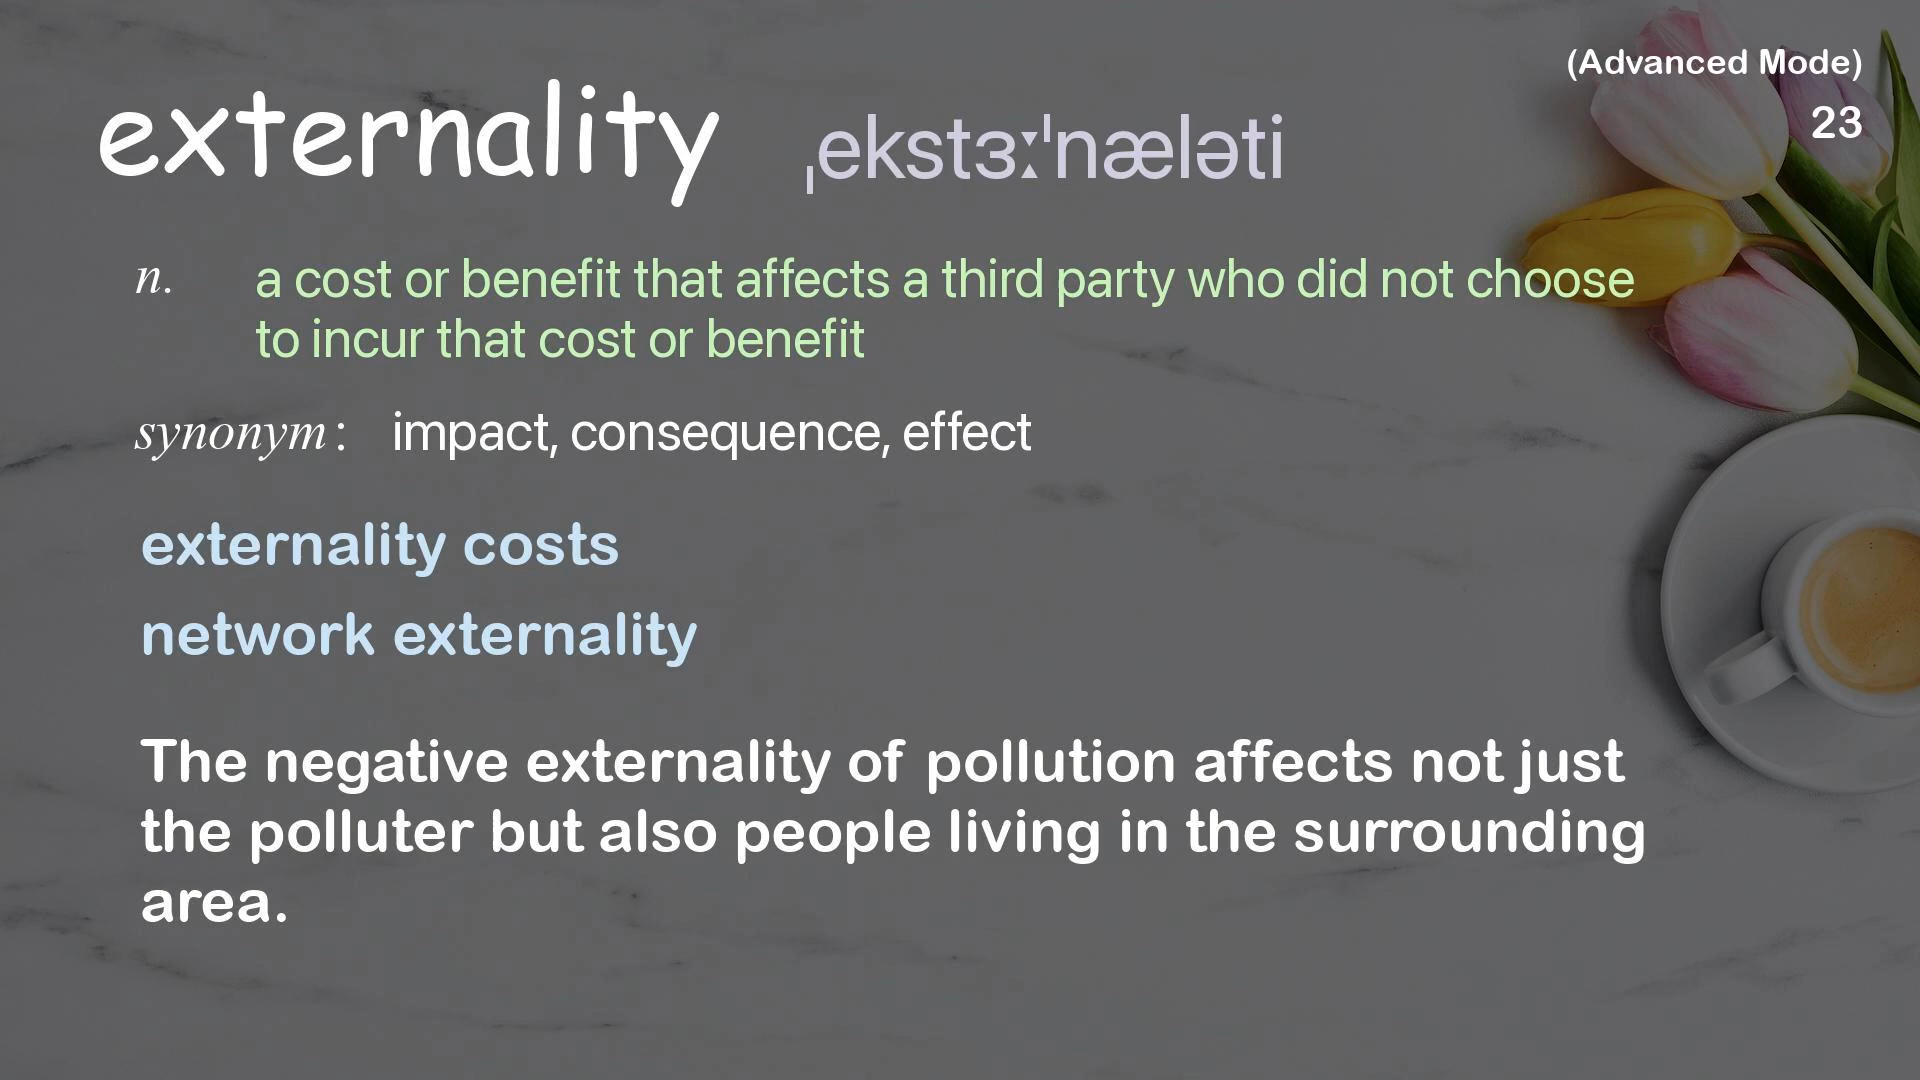 (Advanced Mode)
23
externality ˌekstɜːˈnæləti
n. a cost or benefit that affects a third party who did not choose
to incur that cost or benefit
synonym : impact, consequence, effect
externality costs
network externality
The negative externality of pollution affects not just
the polluter but also people living in the surrounding
area.